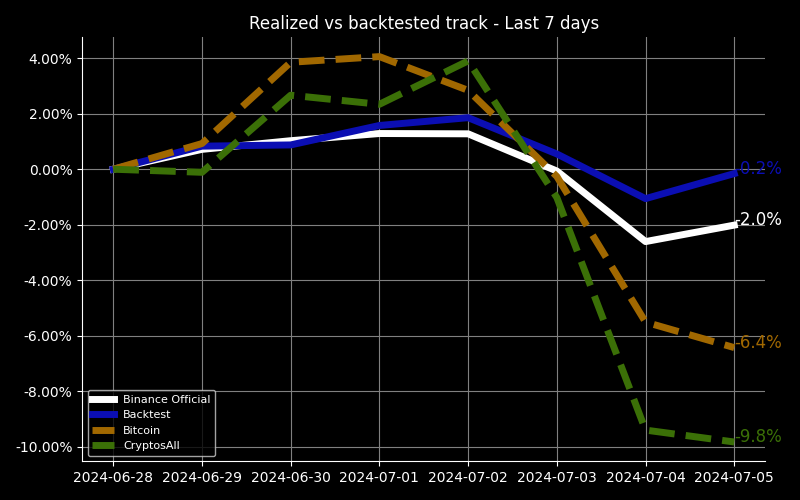 Realized vs backtested track - Last 7 days
4.00%
2.00%
0.00%
-2.00%
-4.00%
-6.00%
-8.00%
-10.00%
-0.2%
-2.0%
-6.4%
-9.8%
Binance Official
Backtest
Bitcoin
CryptosAll
2024-06-28 2024-06-29 2024-06-30 2024-07-01 2024-07-02 2024-07-03 2024-07-04 2024-07-05